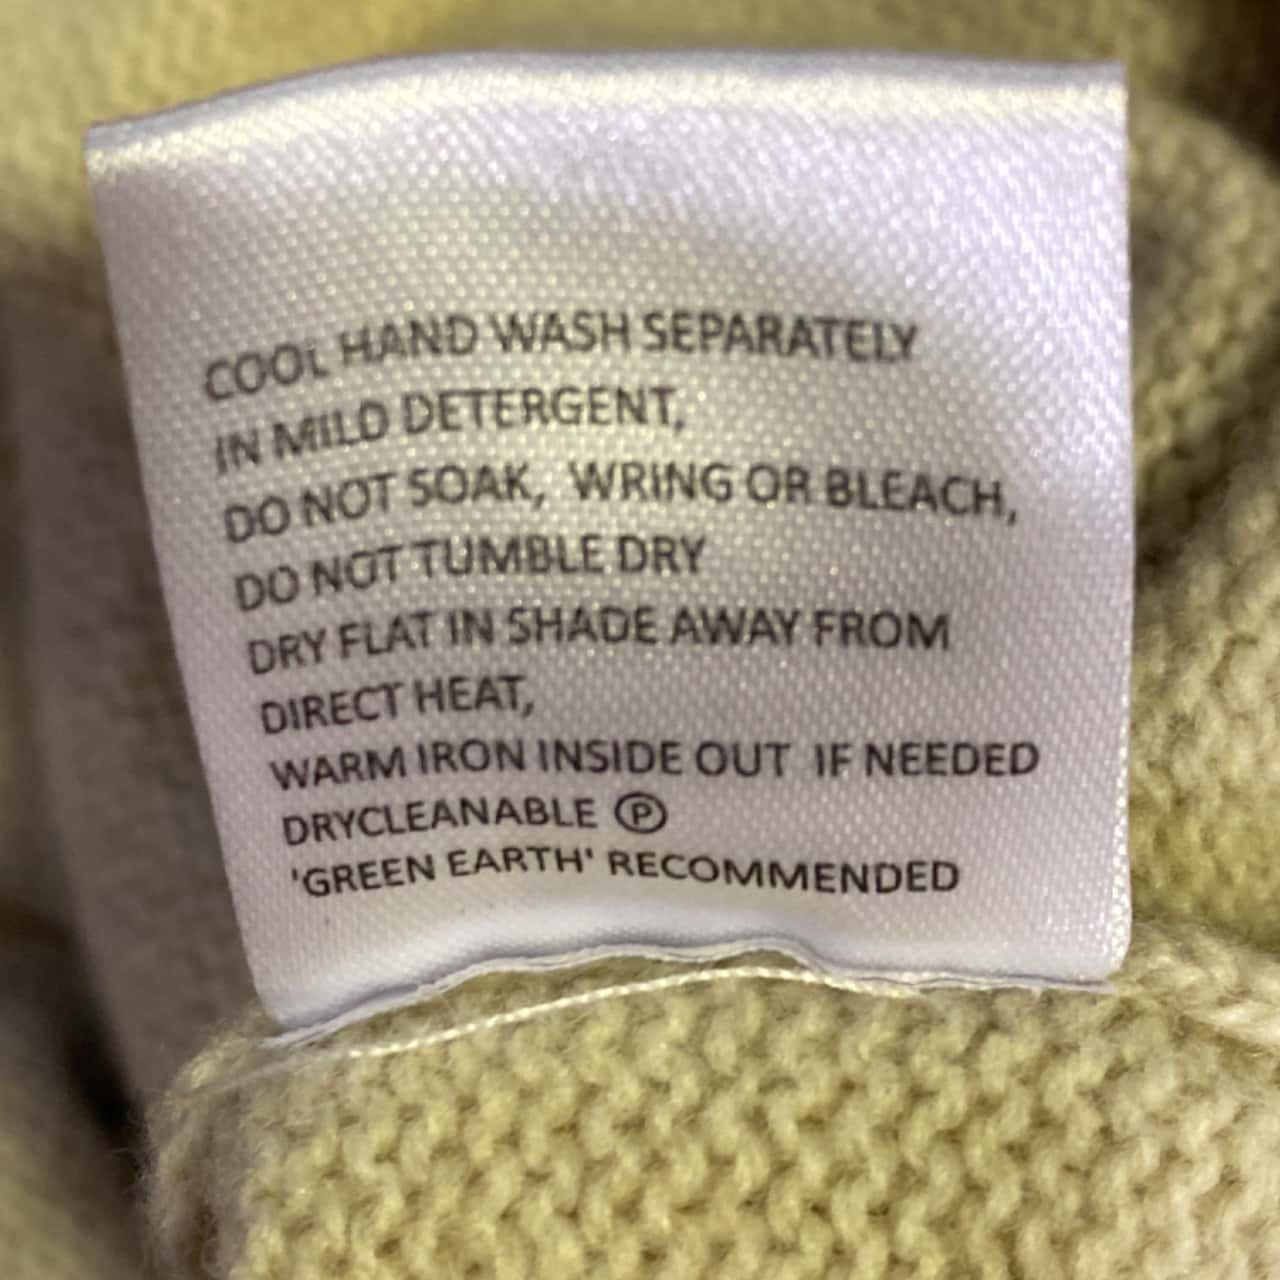 COOL HAND WASH SEPARATELY
IN MILD DETERGENT,
DO NOT SOAK, WRING OR BLEACH,
DO NOT TUMBLE DRY
DRY FLAT IN SHADE AWAY FROM
DIRECT HEAT,
WARM IRON INSIDE OUT IF NEEDED
DRYCLEANABLE Ⓟ
'GREEN EARTH' RECOMMENDED